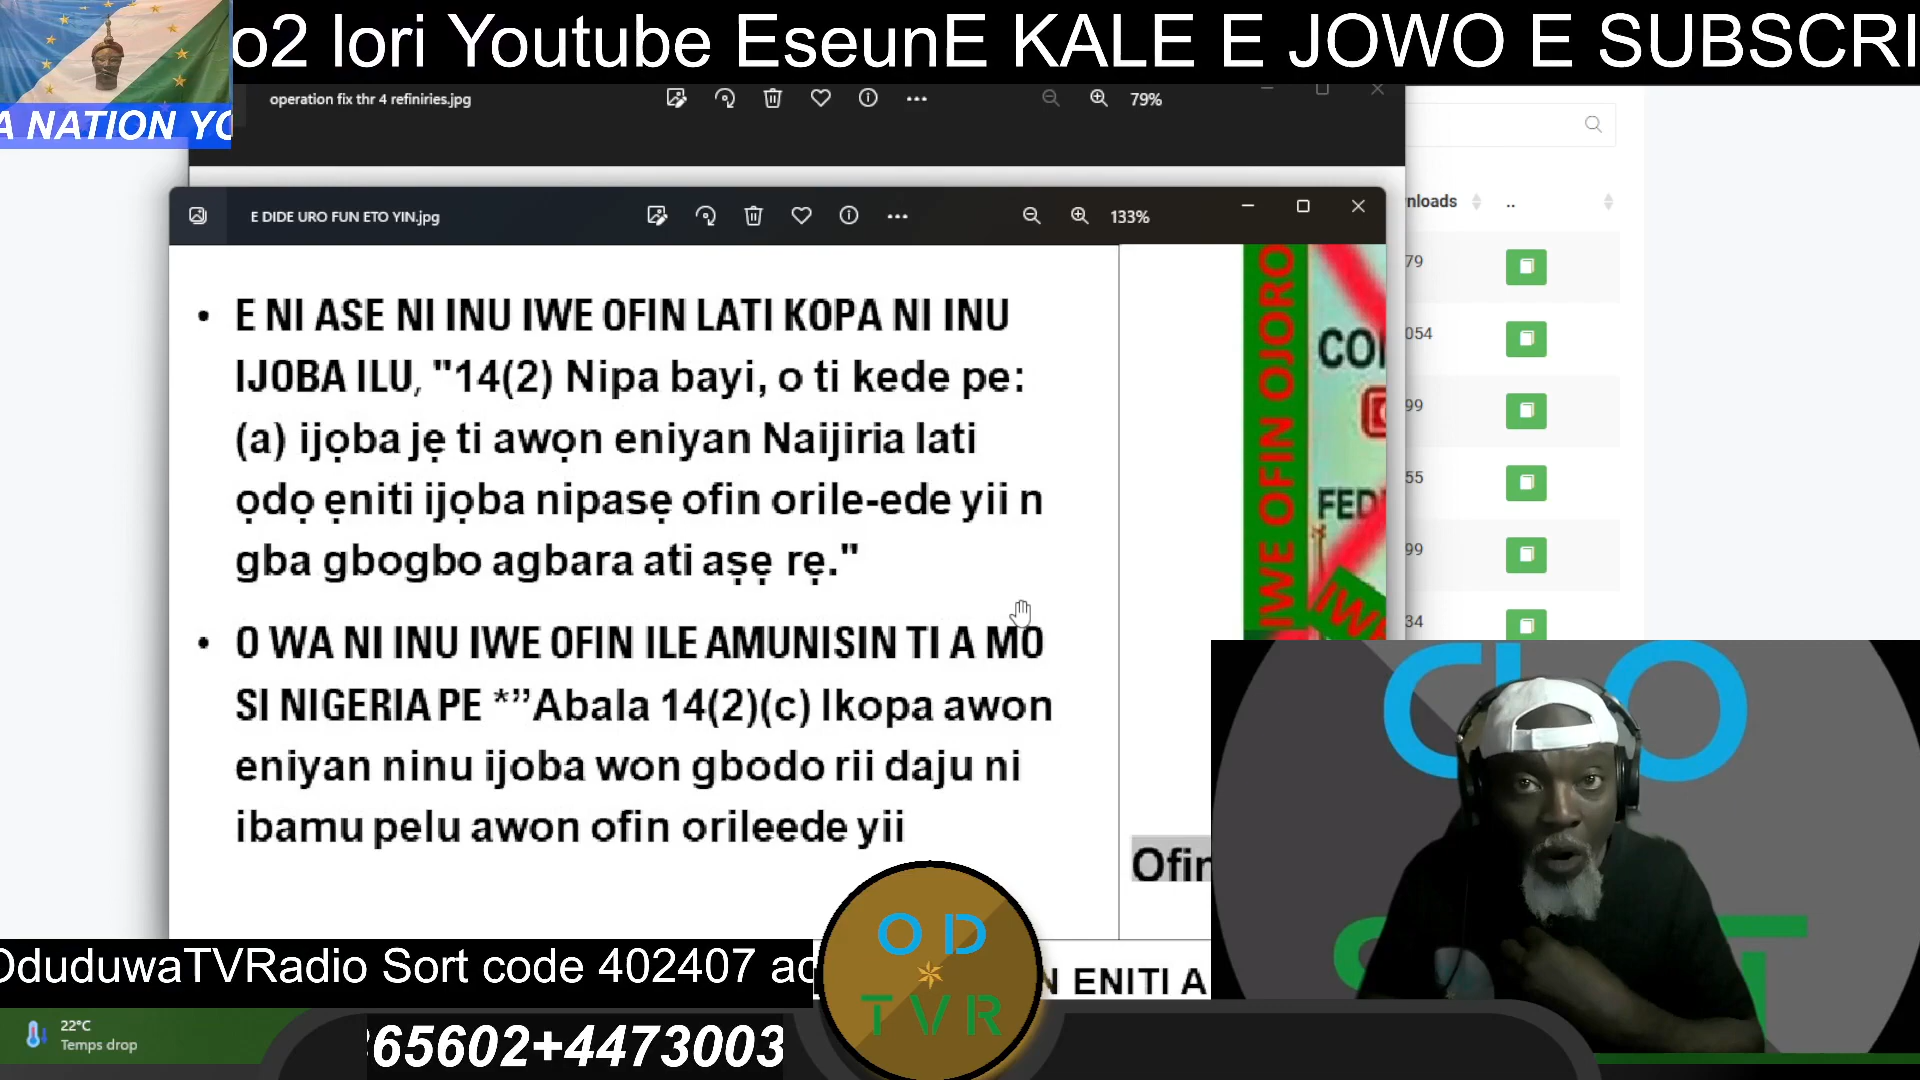 o2 lori Youtube EseunE KALE E JOWO E SUBSCRI
A NATION YO
operation fix thr 4 refiniries.jpg
79%
E DIDE URO FUN ETO YIN.jpg
133%
nloads
..
79
054
99
55
99
34
• E NI ASE NI INU IWE OFIN LATI KOPA NI INU
IJOBA ILU, "14(2) Nipa bayi, o ti kede pe:
(a) ijọba jẹ ti awọn eniyan Naijiria lati
ọdọ ẹniti ijọba nipasẹ ofin orile-ede yii n
gba gbogbo agbara ati aṣẹ rẹ."
• O WA NI INU IWE OFIN ILE AMUNISIN TI A MO
SI NIGERIA PE *”Abala 14(2)(c) Ikopa awon
eniyan ninu ijoba won gbodo rii daju ni
ibamu pelu awon ofin orileede yii
IWE OFIN OJORO
FED
Ofin
OduduwaTVRadio Sort code 402407 ac
N ENITI A
O D
T V R
22°C
Temps drop
65602+4473003